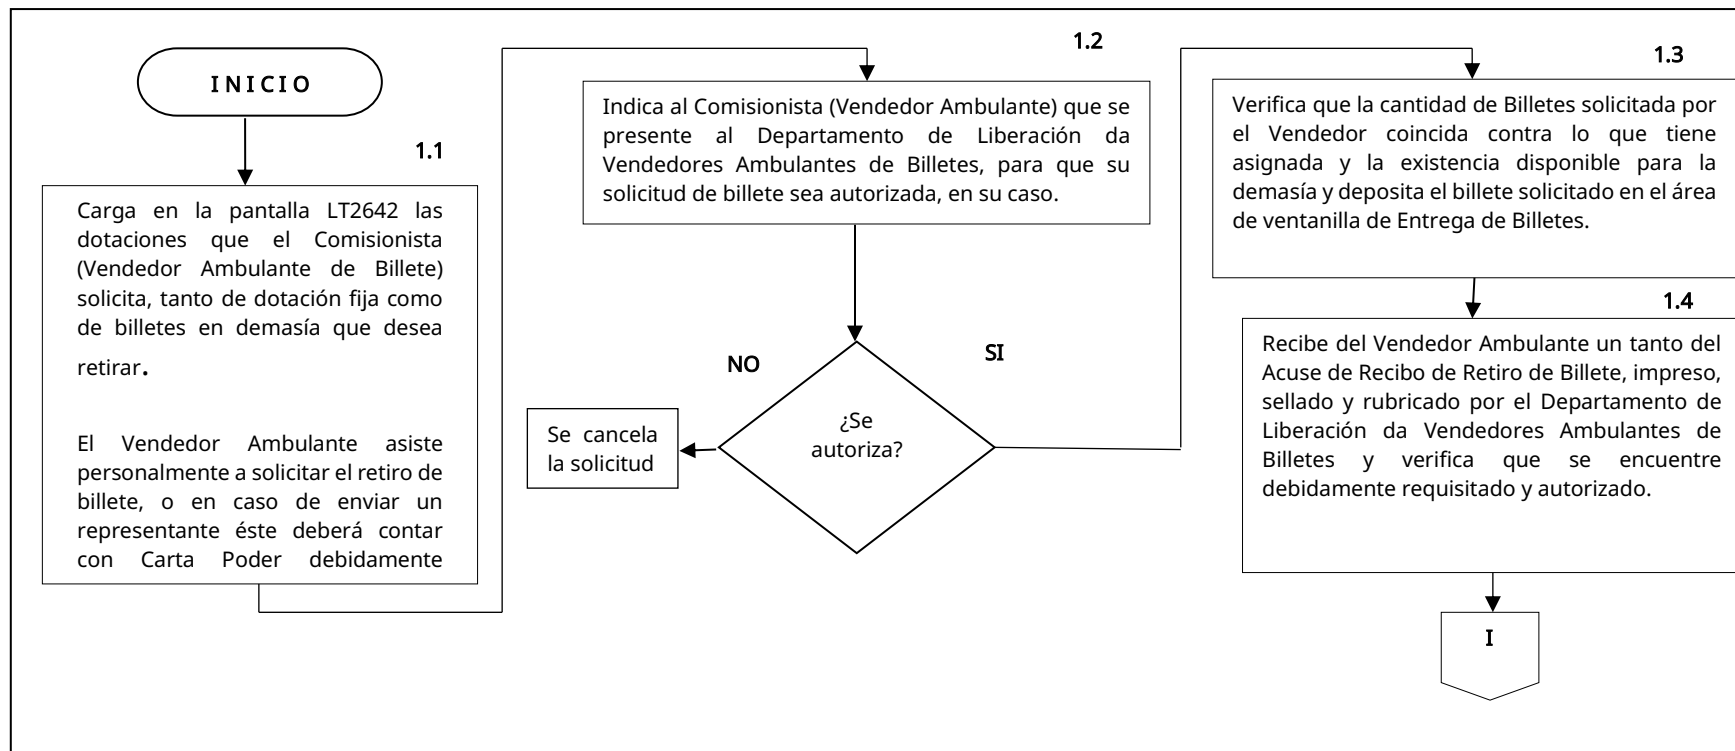 INICIO
1.1
Carga en la pantalla LT2642 las
dotaciones que el Comisionista
(Vendedor Ambulante de Billete)
solicita, tanto de dotación fija como
de billetes en demasía que desea
retirar.
El Vendedor Ambulante asiste
personalmente a solicitar el retiro de
billete, o en caso de enviar un
representante éste deberá contar
con Carta Poder debidamente
1.2
Indica al Comisionista (Vendedor Ambulante) que se
presente al Departamento de Liberación da
Vendedores Ambulantes de Billetes, para que su
solicitud de billete sea autorizada, en su caso.
¿Se
autoriza?
NO
Se cancela
la solicitud
SI
1.3
Verifica que la cantidad de Billetes solicitada por
el Vendedor coincida contra lo que tiene
asignada y la existencia disponible para la
demasía y deposita el billete solicitado en el área
de ventanilla de Entrega de Billetes.
1.4
Recibe del Vendedor Ambulante un tanto del
Acuse de Recibo de Retiro de Billete, impreso,
sellado y rubricado por el Departamento de
Liberación da Vendedores Ambulantes de
Billetes y verifica que se encuentre
debidamente requisitado y autorizado.
I